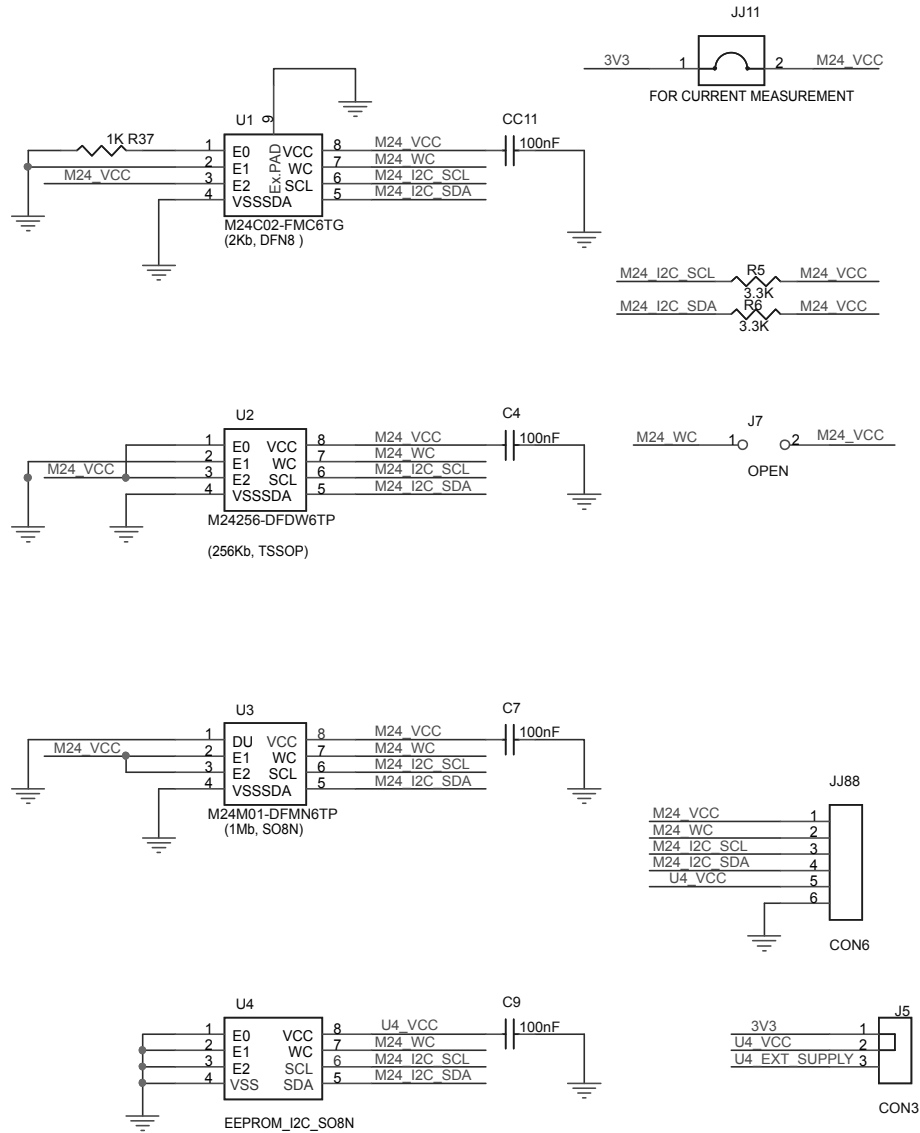 JJ11
3V3 1 2 M24_VCC
FOR CURRENT MEASUREMENT
9
U1
CC11
1K R37
1 E0 VCC 8 M24_VCC 100nF
2 E1 WC 7 M24_WC
M24_VCC 3 E2 SCL 6 M24_I2C_SCL
4 VSSSDA 5 M24_I2C_SDA
Ex.PAD
M24C02-FMC6TG
(2Kb, DFN8 )
M24_I2C_SCL R5 M24_VCC
3.3K
M24_I2C_SDA R6 M24_VCC
3.3K
U2
C4
1 E0 VCC 8 M24_VCC 100nF
2 E1 WC 7 M24_WC
M24_VCC 3 E2 SCL 6 M24_I2C_SCL
4 VSSSDA 5 M24_I2C_SDA
M24256-DFDW6TP
(256Kb, TSSOP)
J7
M24_WC 1 2 M24_VCC
OPEN
U3
C7
1 DU VCC 8 M24_VCC 100nF
M24_VCC 2 E1 WC 7 M24_WC
3 E2 SCL 6 M24_I2C_SCL
4 VSSSDA 5 M24_I2C_SDA
M24M01-DFMN6TP
(1Mb, SO8N)
JJ88
M24_VCC 1
M24_WC 2
M24_I2C_SCL 3
M24_I2C_SDA 4
U4_VCC 5
6
CON6
U4
C9
1 E0 VCC 8 U4_VCC 100nF
2 E1 WC 7 M24_WC
3 E2 SCL 6 M24_I2C_SCL
4 VSS SDA 5 M24_I2C_SDA
EEPROM_I2C_SO8N
J5
3V3 1
U4_VCC 2
U4_EXT_SUPPLY 3
CON3